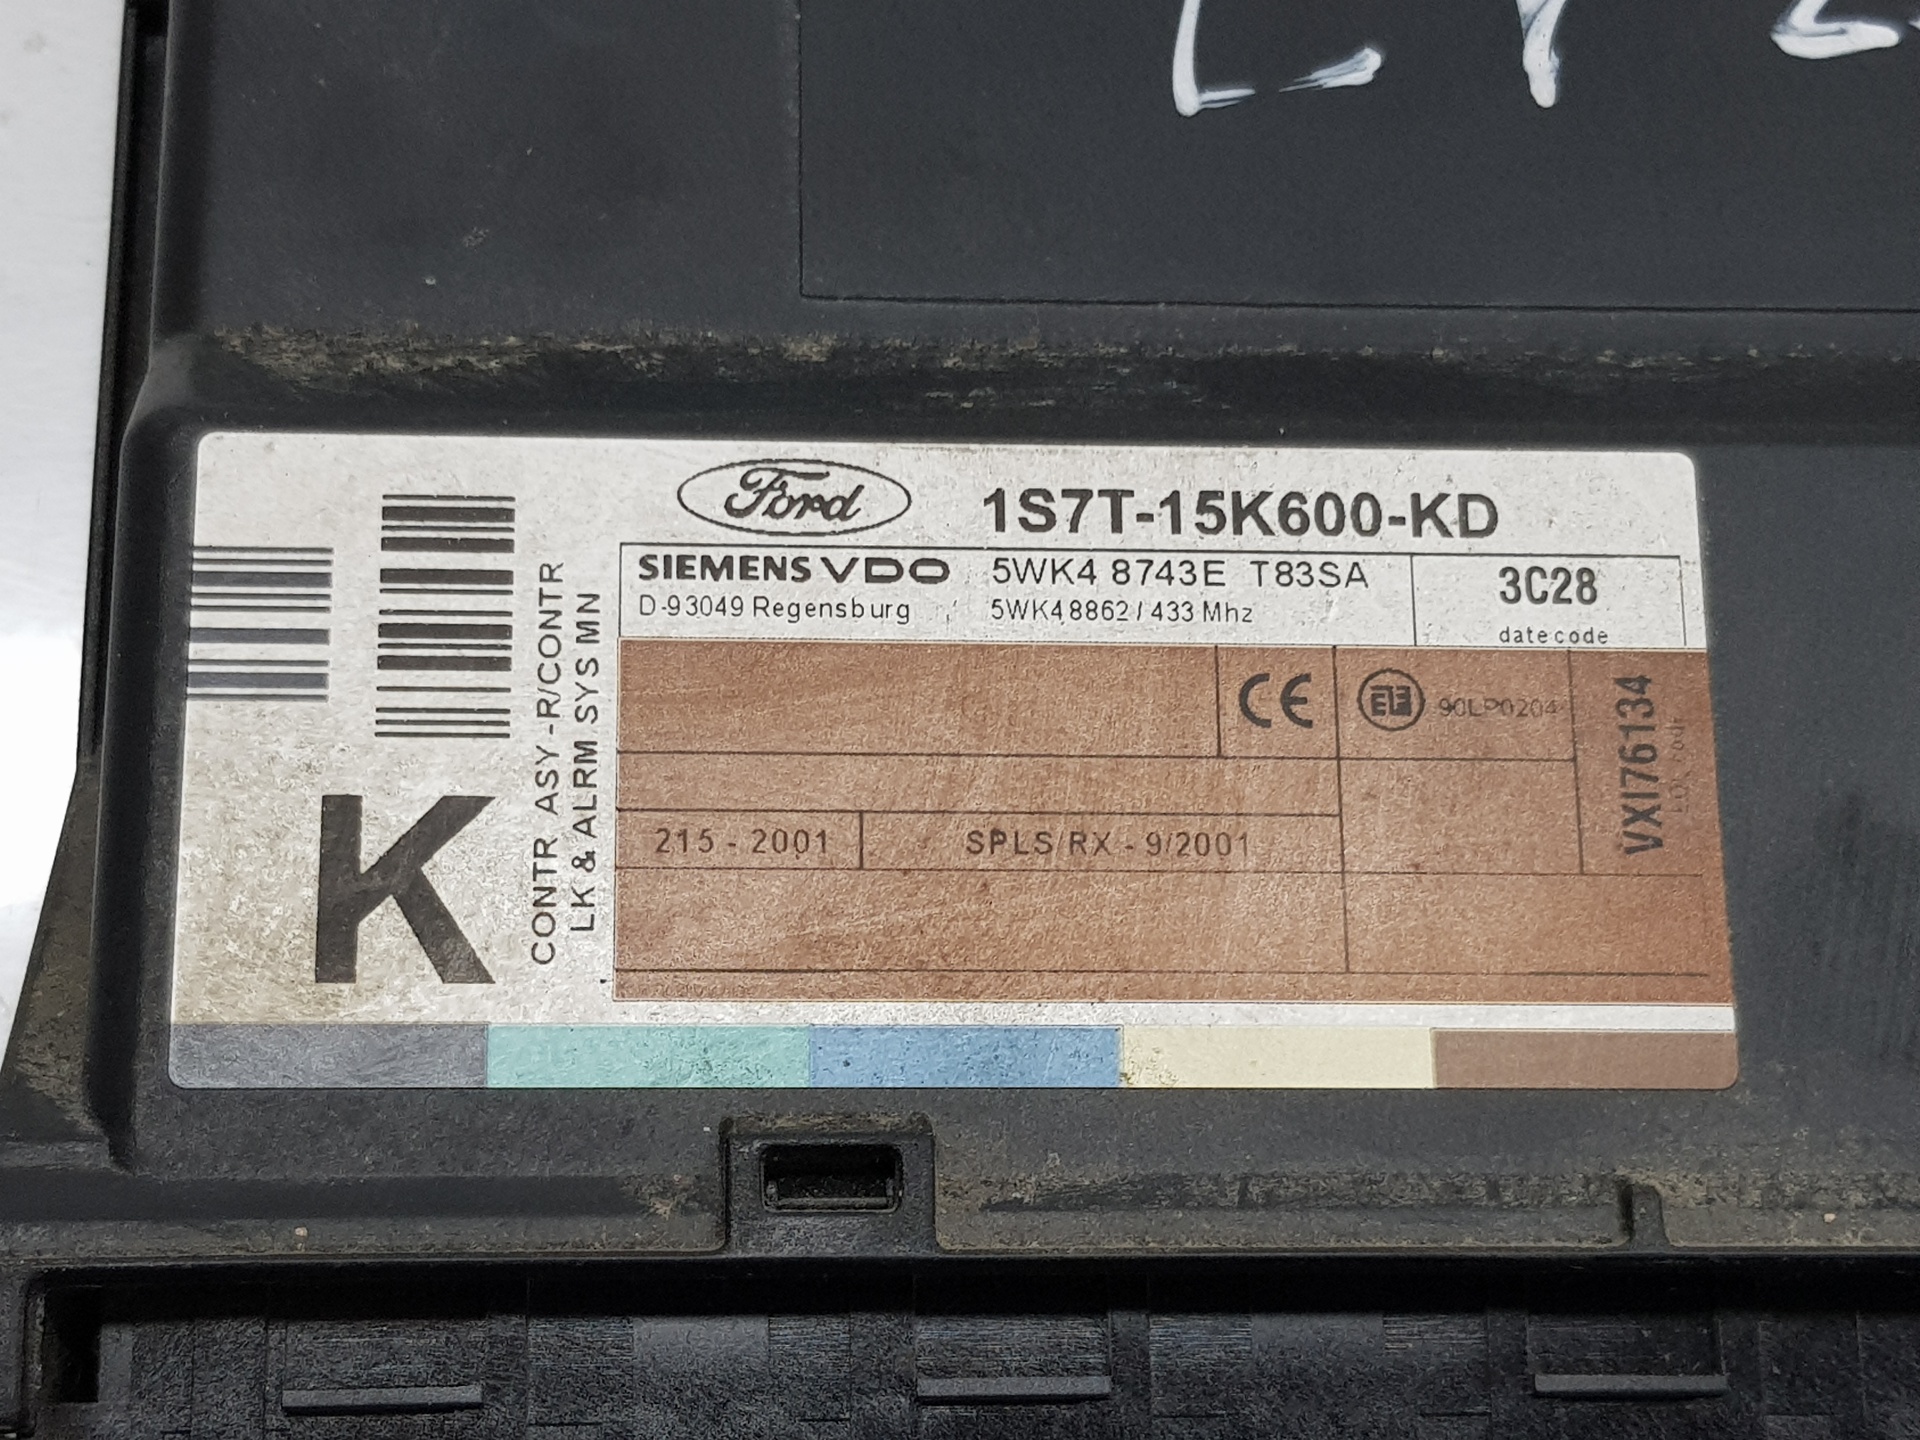 Ford
1S7T-15K600-KD
SIEMENS VDO
5WK4 8743E T83SA
3C28
D-93049 Regensburg
5WK48862 / 433 Mhz
date code
CONTR ASY -R/CONTR
LK & ALRM SYS MN
K
CE
90LP0204
VXI76134
215 - 2001
SPLS/RX - 9/2001